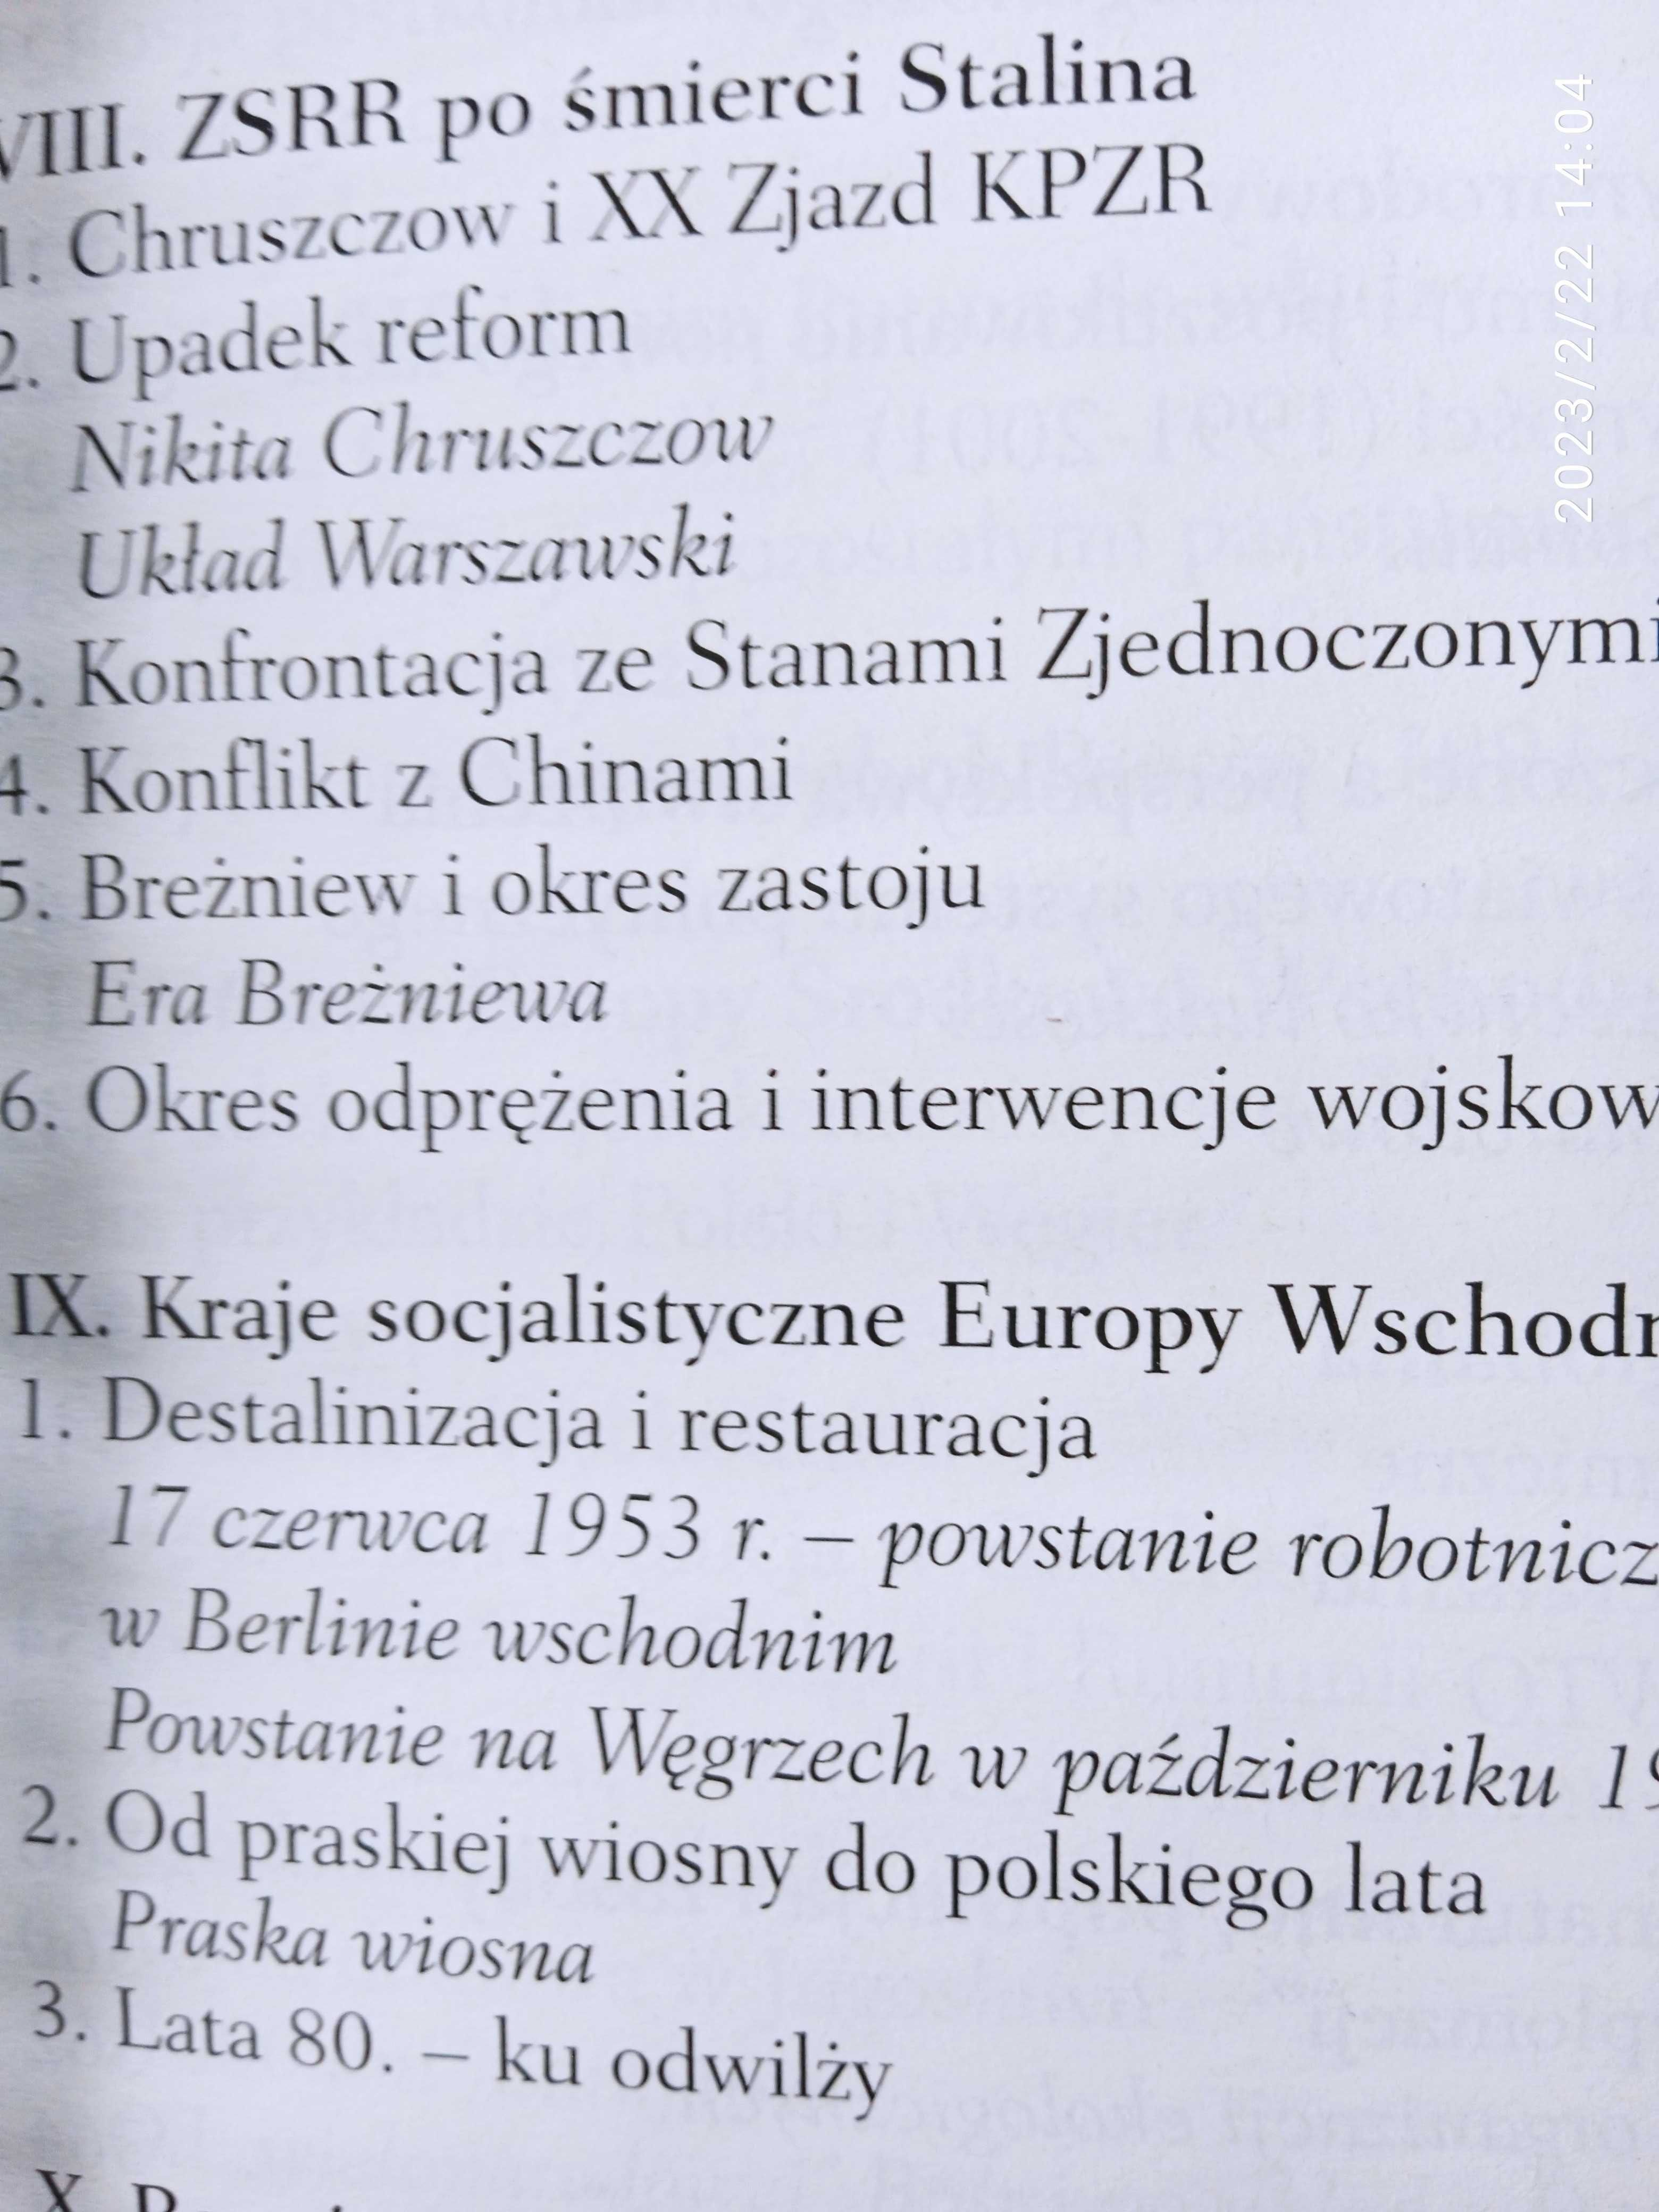 VIII. ZSRR po śmierci Stalina
1. Chruszczow i XX Zjazd KPZR
2. Upadek reform
Nikita Chruszczow
Układ Warszawski
3. Konfrontacja ze Stanami Zjednoczonymi
4. Konflikt z Chinami
5. Breżniew i okres zastoju
Era Breżniewa
6. Okres odprężenia i interwencje wojskow
IX. Kraje socjalistyczne Europy Wschodn
1. Destalinizacja i restauracja
17 czerwca 1953 r. – powstanie robotnicz
w Berlinie wschodnim
Powstanie na Węgrzech w październiku 19
2. Od praskiej wiosny do polskiego lata
Praska wiosna
3. Lata 80. – ku odwilży
X.
2023/2/22 14:04